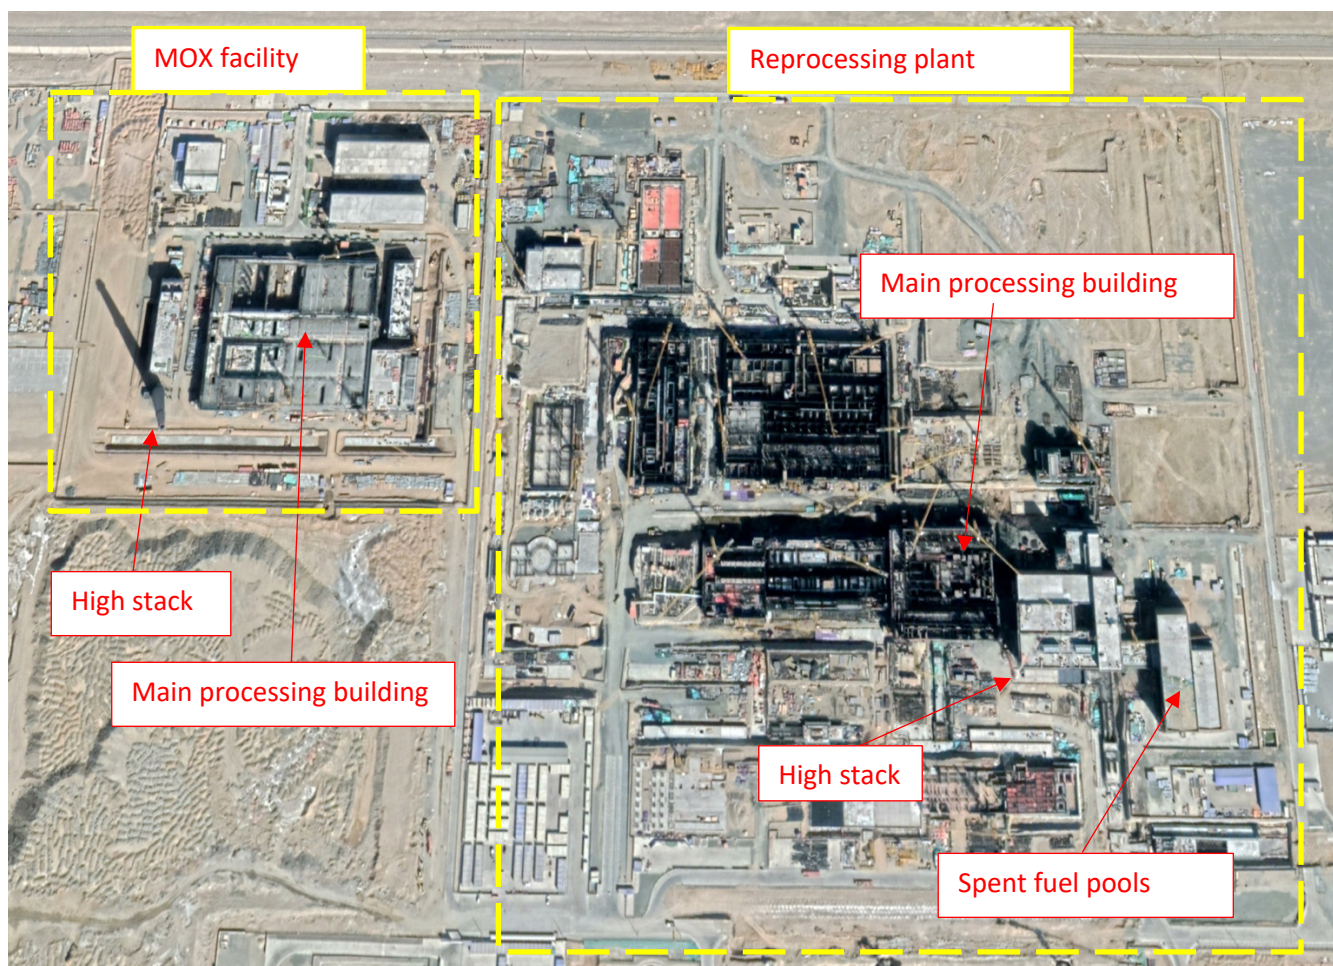 MOX facility
Reprocessing plant
Main processing building
High stack
Main processing building
High stack
Spent fuel pools